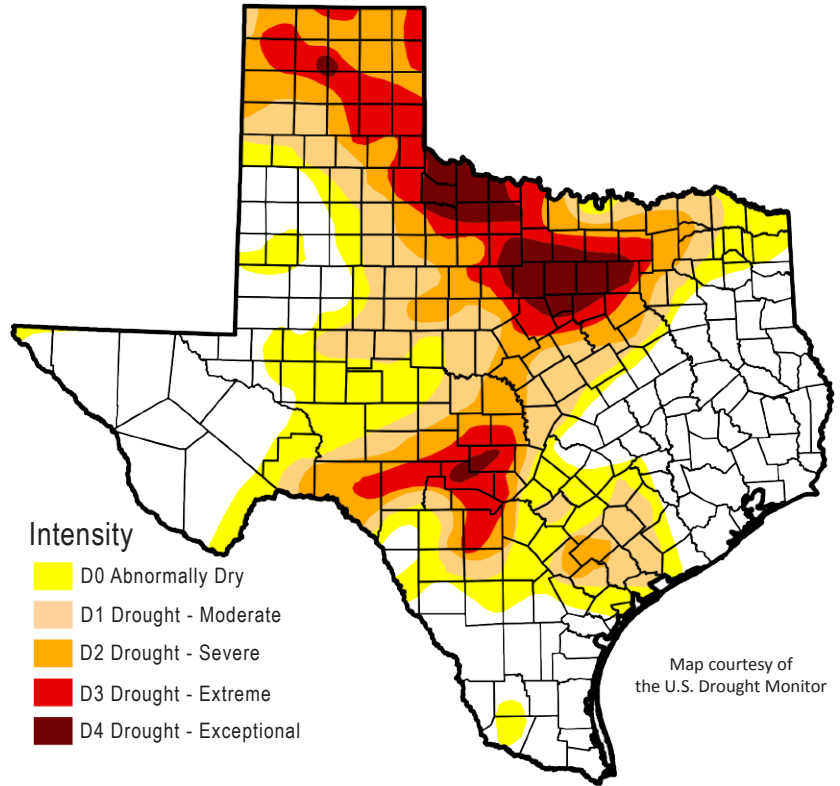 Intensity
D0 Abnormally Dry
D1 Drought - Moderate
D2 Drought - Severe
D3 Drought - Extreme
D4 Drought - Exceptional
Map courtesy of
the U.S. Drought Monitor